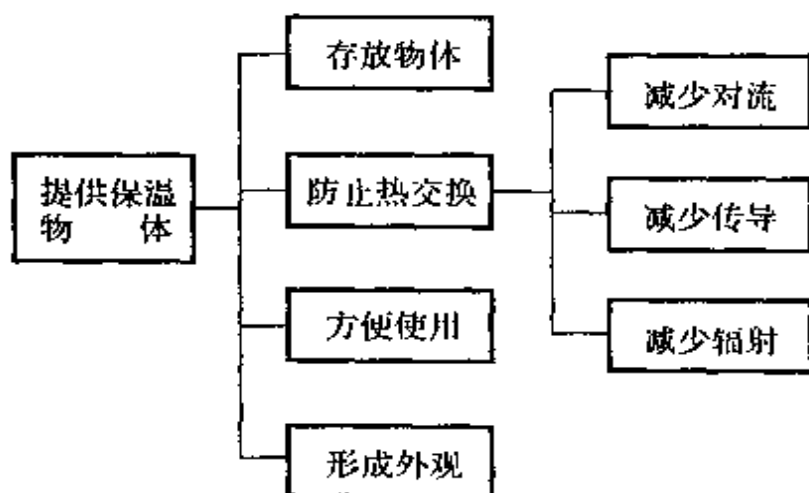 提供保温
物体
存放物体
防止热交换
方便使用
形成外观
减少对流
减少传导
减少辐射